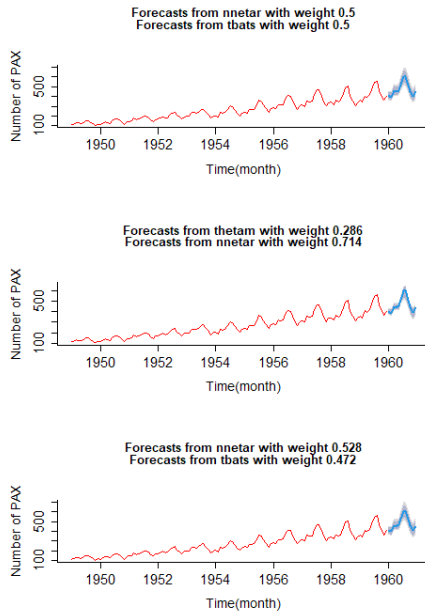 Forecasts from nnetar with weight 0.5
Forecasts from tbats with weight 0.5
Number of PAX
500
100
1950 1952 1954 1956 1958 1960
Time(month)
Forecasts from thetam with weight 0.286
Forecasts from nnetar with weight 0.714
Number of PAX
500
100
1950 1952 1954 1956 1958 1960
Time(month)
Forecasts from nnetar with weight 0.528
Forecasts from tbats with weight 0.472
Number of PAX
500
100
1950 1952 1954 1956 1958 1960
Time(month)